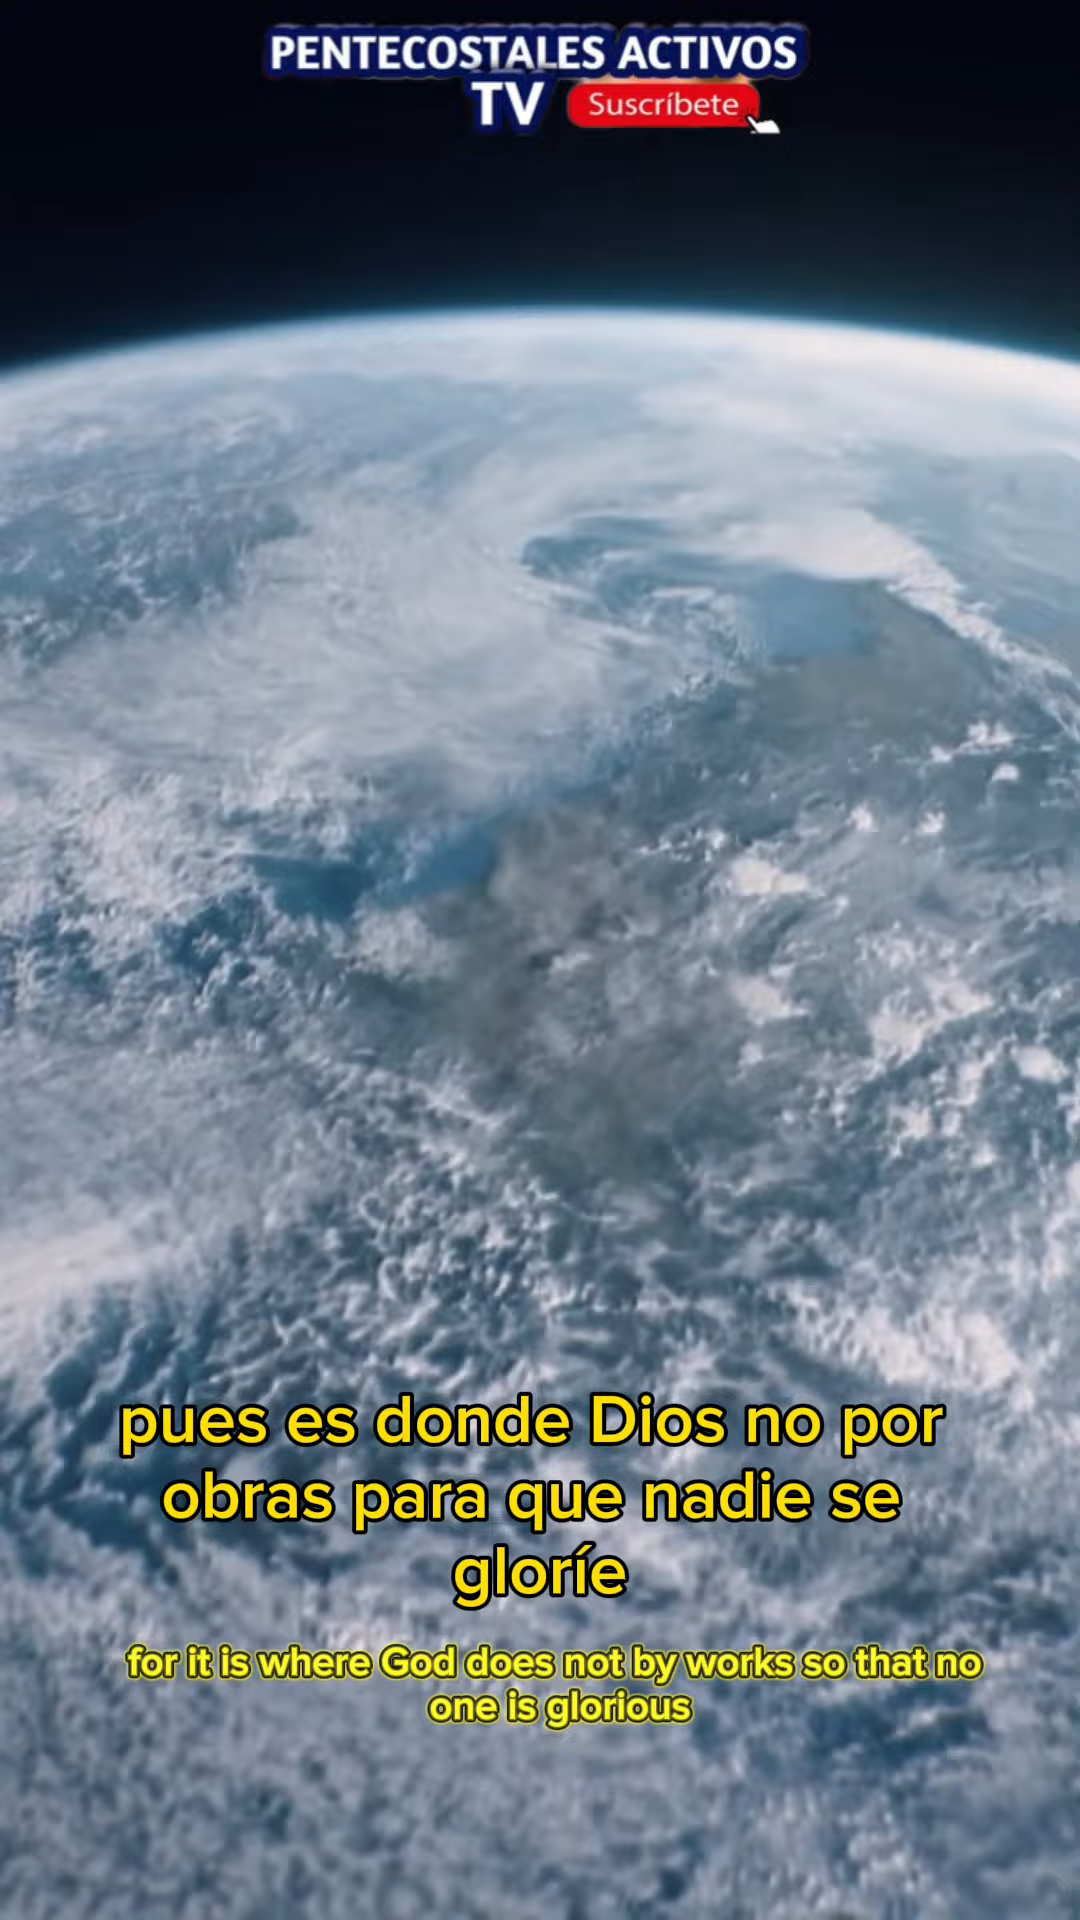 PENTECOSTALES ACTIVOS
TV Suscríbete
pues es donde Dios no por
obras para que nadie se
gloríe
for it is where God does not by works so that no
one is glorious